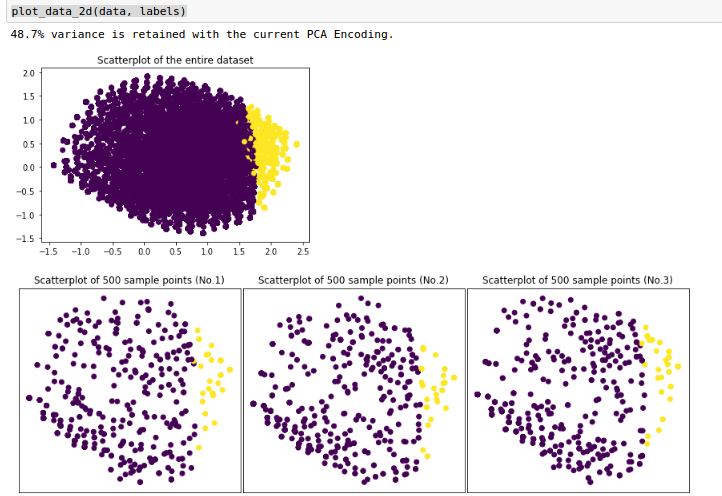 plot_data_2d(data, labels)
48.7% variance is retained with the current PCA Encoding.
Scatterplot of the entire dataset
2.0
1.5
1.0
0.5
0.0
−0.5
−1.0
−1.5
−1.5 −1.0 −0.5 0.0 0.5 1.0 1.5 2.0 2.5
Scatterplot of 500 sample points (No.1) Scatterplot of 500 sample points (No.2) Scatterplot of 500 sample points (No.3)